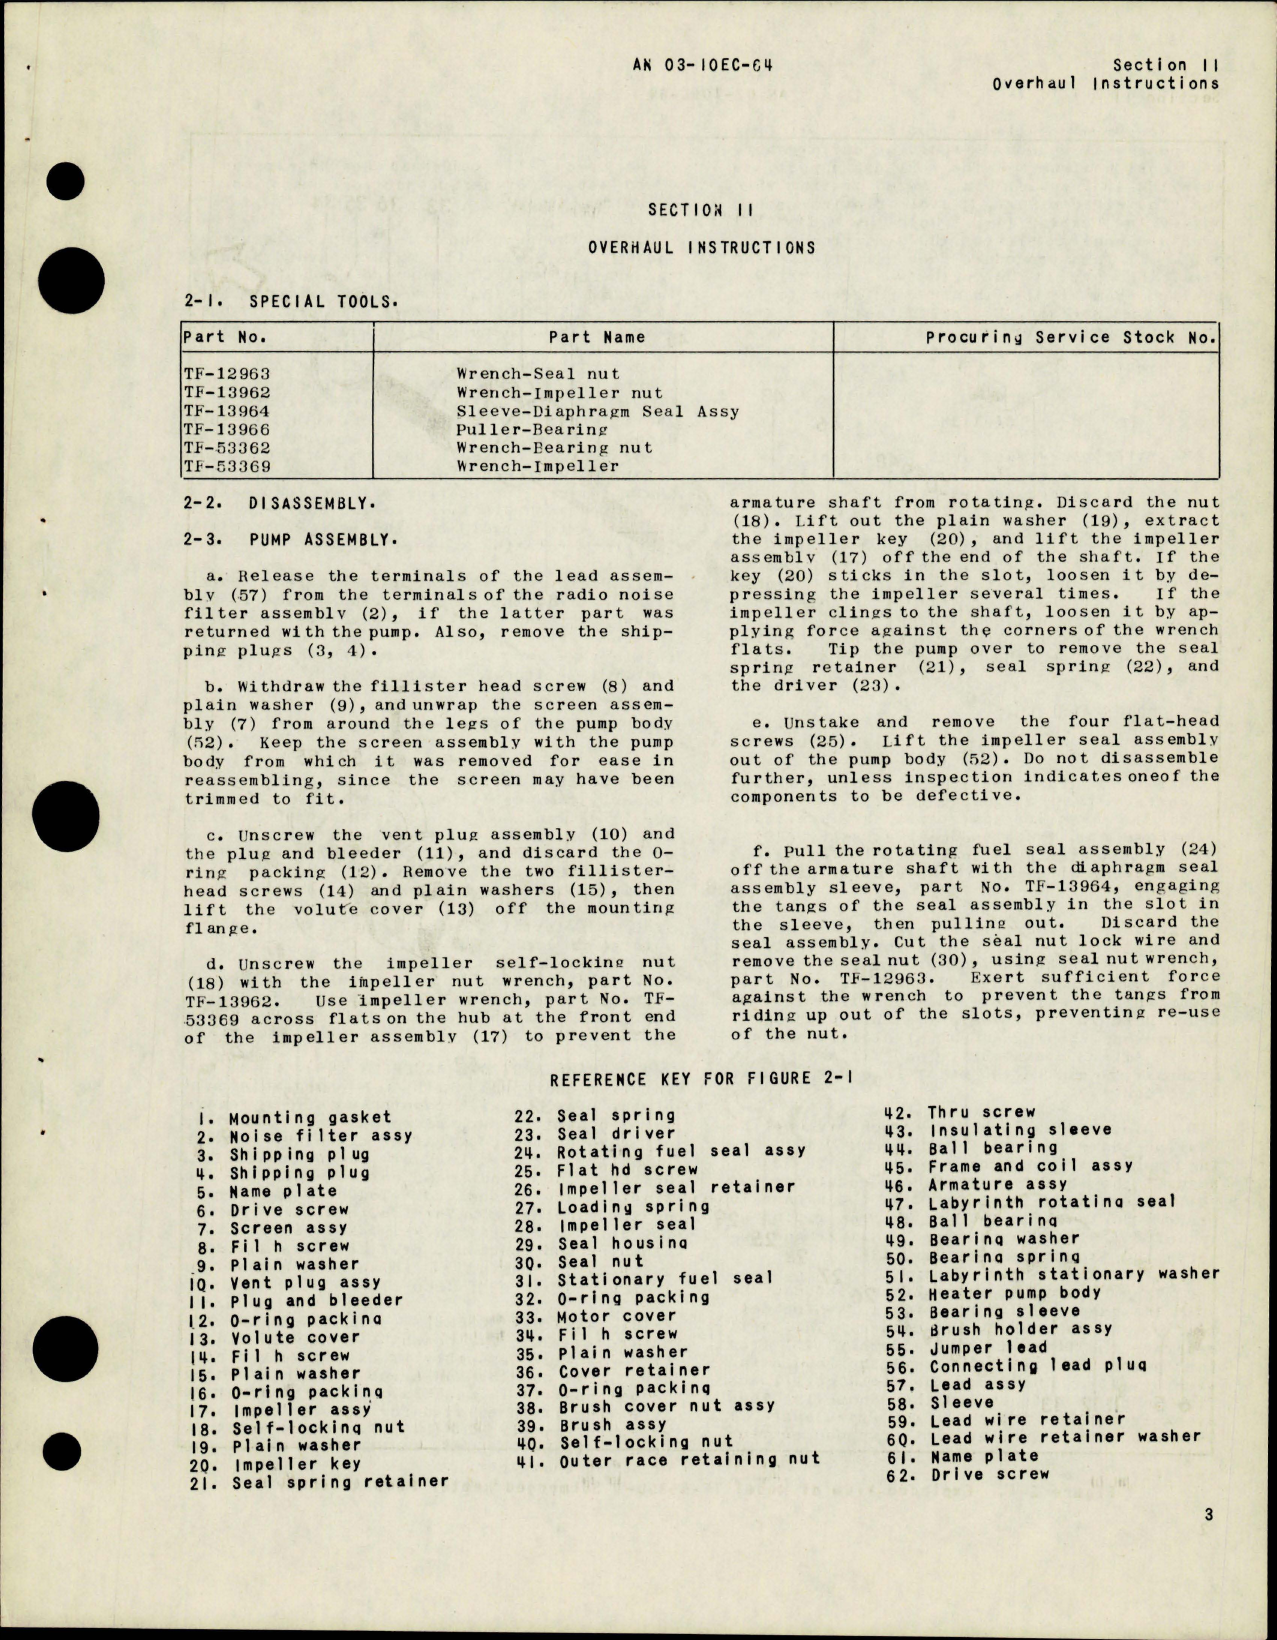 AN 03-10EC-64
Section II
Overhaul Instructions
SECTION II
OVERHAUL INSTRUCTIONS
2-1. SPECIAL TOOLS.
Part No. Part Name Procuring Service Stock No.
TF-12963 Wrench-Seal nut
TF-13962 Wrench-Impeller nut
TF-13964 Sleeve-Diaphragm Seal Assy
TF-13966 Puller-Bearing
TF-53362 Wrench-Bearing nut
TF-53369 Wrench-Impeller
2-2. DISASSEMBLY.
2-3. PUMP ASSEMBLY.
a. Release the terminals of the lead assem-
bly (57) from the terminals of the radio noise
filter assembly (2), if the latter part was
returned with the pump. Also, remove the ship-
ping plugs (3, 4).
b. Withdraw the fillister head screw (8) and
plain washer (9), and unwrap the screen assem-
bly (7) from around the legs of the pump body
(52). Keep the screen assembly with the pump
body from which it was removed for ease in
reassembling, since the screen may have been
trimmed to fit.
c. Unscrew the vent plug assembly (10) and
the plug and bleeder (11), and discard the O-
ring packing (12). Remove the two fillister-
head screws (14) and plain washers (15), then
lift the volute cover (13) off the mounting
flange.
d. Unscrew the impeller self-locking nut
(18) with the impeller nut wrench, part No.
TF-13962. Use impeller wrench, part No. TF-
53369 across flats on the hub at the front end
of the impeller assembly (17) to prevent the
armature shaft from rotating. Discard the nut
(18). Lift out the plain washer (19), extract
the impeller key (20), and lift the impeller
assembly (17) off the end of the shaft. If the
key (20) sticks in the slot, loosen it by de-
pressing the impeller several times. If the
impeller clings to the shaft, loosen it by ap-
plying force against the corners of the wrench
flats. Tip the pump over to remove the seal
spring retainer (21), seal spring (22), and
the driver (23).
e. Unstake and remove the four flat-head
screws (25). Lift the impeller seal assembly
out of the pump body (52). Do not disassemble
further, unless inspection indicates one of the
components to be defective.
f. Pull the rotating fuel seal assembly (24)
off the armature shaft with the diaphragm seal
assembly sleeve, part No. TF-13964, engaging
the tangs of the seal assembly in the slot in
the sleeve, then pulling out. Discard the
seal assembly. Cut the seal nut lock wire and
remove the seal nut (30), using seal nut wrench,
part No. TF-12963. Exert sufficient force
against the wrench to prevent the tangs from
riding up out of the slots, preventing re-use
of the nut.
REFERENCE KEY FOR FIGURE 2-1
1. Mounting gasket
2. Noise filter assy
3. Shipping plug
4. Shipping plug
5. Name plate
6. Drive screw
7. Screen assy
8. Fil h screw
9. Plain washer
10. Vent plug assy
11. Plug and bleeder
12. O-ring packing
13. Volute cover
14. Fil h screw
15. Plain washer
16. O-ring packing
17. Impeller assy
18. Self-locking nut
19. Plain washer
20. Impeller key
21. Seal spring retainer
22. Seal spring
23. Seal driver
24. Rotating fuel seal assy
25. Flat hd screw
26. Impeller seal retainer
27. Loading spring
28. Impeller seal
29. Seal housing
30. Seal nut
31. Stationary fuel seal
32. O-ring packing
33. Motor cover
34. Fil h screw
35. Plain washer
36. Cover retainer
37. O-ring packing
38. Brush cover nut assy
39. Brush assy
40. Self-locking nut
41. Outer race retaining nut
42. Thru screw
43. Insulating sleeve
44. Ball bearing
45. Frame and coil assy
46. Armature assy
47. Labyrinth rotating seal
48. Ball bearing
49. Bearing washer
50. Bearing spring
51. Labyrinth stationary washer
52. Heater pump body
53. Bearing sleeve
54. Brush holder assy
55. Jumper lead
56. Connecting lead plug
57. Lead assy
58. Sleeve
59. Lead wire retainer
60. Lead wire retainer washer
61. Name plate
62. Drive screw
3